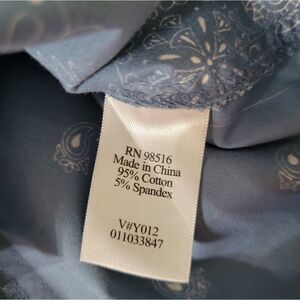 RN 98516
Made in China
95% Cotton
5% Spandex
V#Y012
011033847